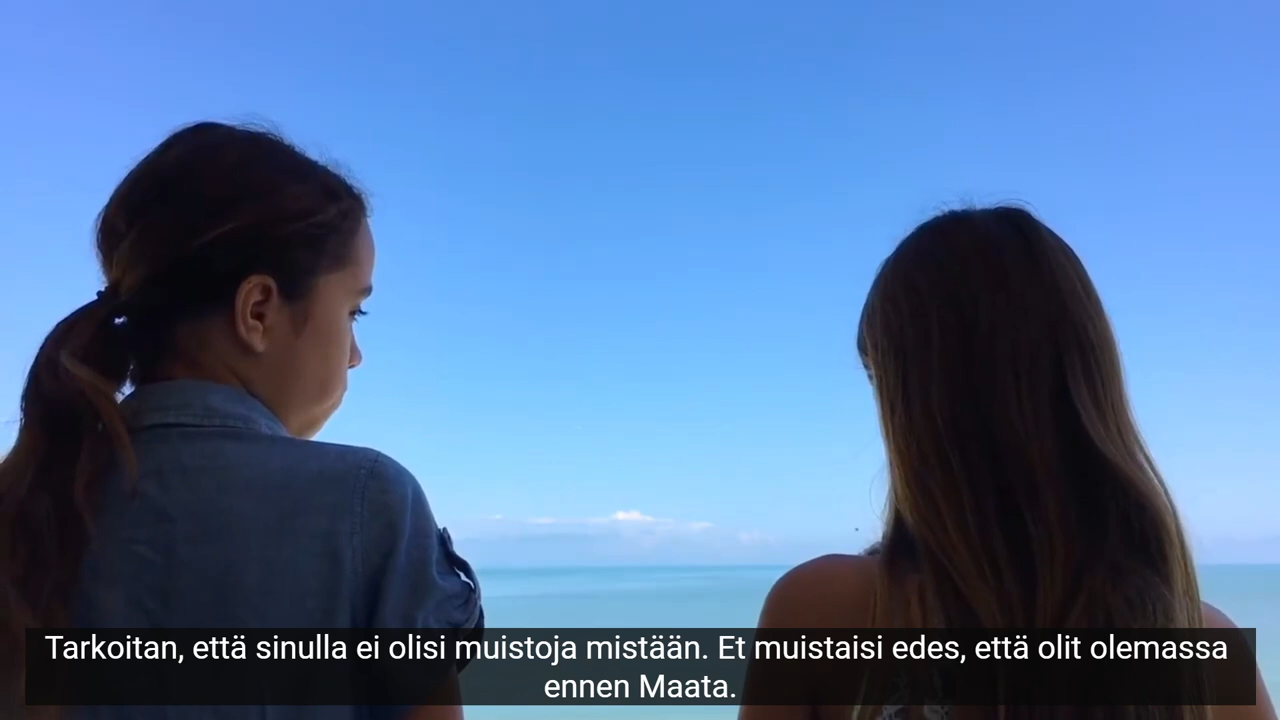 Tarkoitan, että sinulla ei olisi muistoja mistään. Et muistaisi edes, että olit olemassa
ennen Maata.